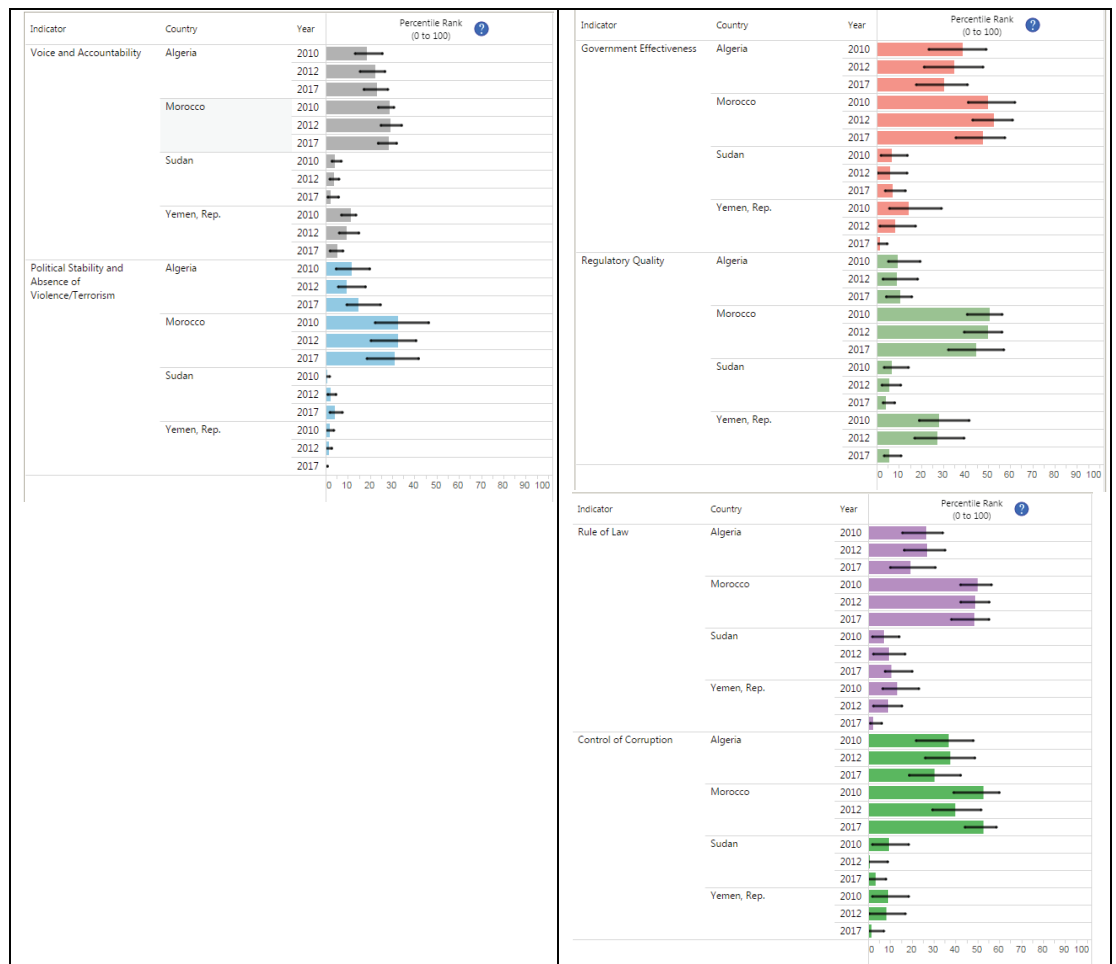 Indicator Country Year Percentile Rank
(0 to 100) ?
Voice and Accountability Algeria 2010
2012
2017
Morocco 2010
2012
2017
Sudan 2010
2012
2017
Yemen, Rep. 2010
2012
2017
Political Stability and Algeria 2010
Absence of 2012
Violence/Terrorism 2017
Morocco 2010
2012
2017
Sudan 2010
2012
2017
Yemen, Rep. 2010
2012
2017
0 10 20 30 40 50 60 70 80 90 100
Indicator Country Year Percentile Rank
(0 to 100) ?
Government Effectiveness Algeria 2010
2012
2017
Morocco 2010
2012
2017
Sudan 2010
2012
2017
Yemen, Rep. 2010
2012
2017
Regulatory Quality Algeria 2010
2012
2017
Morocco 2010
2012
2017
Sudan 2010
2012
2017
Yemen, Rep. 2010
2012
2017
0 10 20 30 40 50 60 70 80 90 100
Indicator Country Year Percentile Rank
(0 to 100) ?
Rule of Law Algeria 2010
2012
2017
Morocco 2010
2012
2017
Sudan 2010
2012
2017
Yemen, Rep. 2010
2012
2017
Control of Corruption Algeria 2010
2012
2017
Morocco 2010
2012
2017
Sudan 2010
2012
2017
Yemen, Rep. 2010
2012
2017
0 10 20 30 40 50 60 70 80 90 100